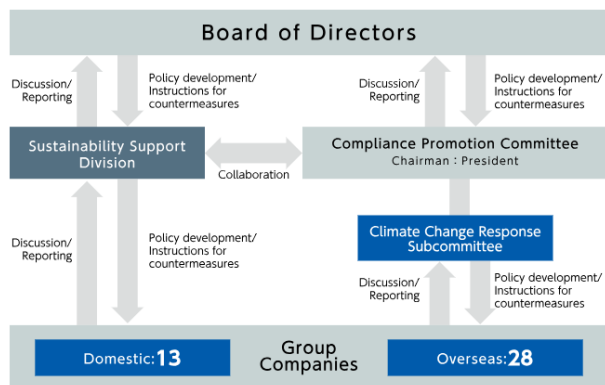 Board of Directors
Discussion/
Reporting
Policy development/
Instructions for
countermeasures
Discussion/
Reporting
Policy development/
Instructions for
countermeasures
Sustainability Support
Division
Collaboration
Compliance Promotion Committee
Chairman：President
Discussion/
Reporting
Policy development/
Instructions for
countermeasures
Climate Change Response
Subcommittee
Discussion/
Reporting
Policy development/
Instructions for
countermeasures
Domestic:13
Group
Companies
Overseas:28